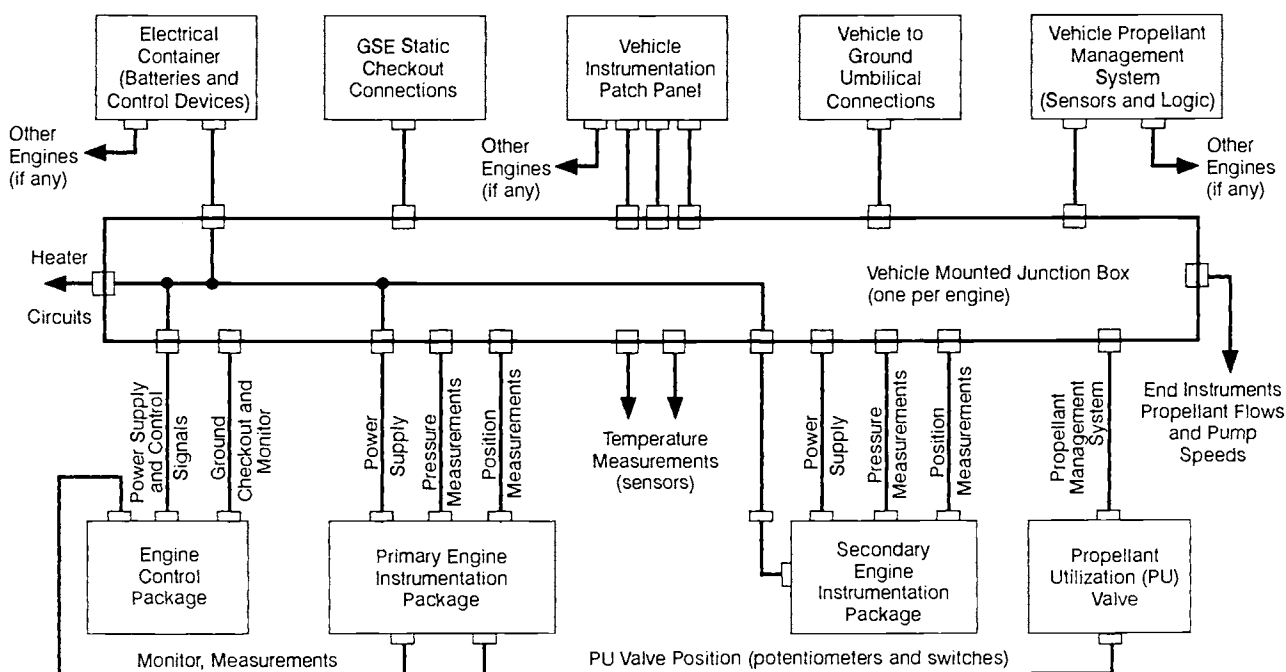 Electrical
Container
(Batteries and
Control Devices)
GSE Static
Checkout
Connections
Vehicle
Instrumentation
Patch Panel
Vehicle to
Ground
Umbilical
Connections
Vehicle Propellant
Management
System
(Sensors and Logic)
Other
Engines
(if any)
Other
Engines
(if any)
Other
Engines
(if any)
Heater
Circuits
Vehicle Mounted Junction Box
(one per engine)
Power Supply
and Control
Signals
Ground
Checkout and
Monitor
Power
Supply
Pressure
Measurements
Position
Measurements
Temperature
Measurements
(sensors)
Power
Supply
Pressure
Measurements
Position
Measurements
Propellant
Management
System
End Instruments
Propellant Flows
and Pump
Speeds
Engine
Control
Package
Primary Engine
Instrumentation
Package
Secondary
Engine
Instrumentation
Package
Propellant
Utilization (PU)
Valve
Monitor, Measurements
PU Valve Position (potentiometers and switches)